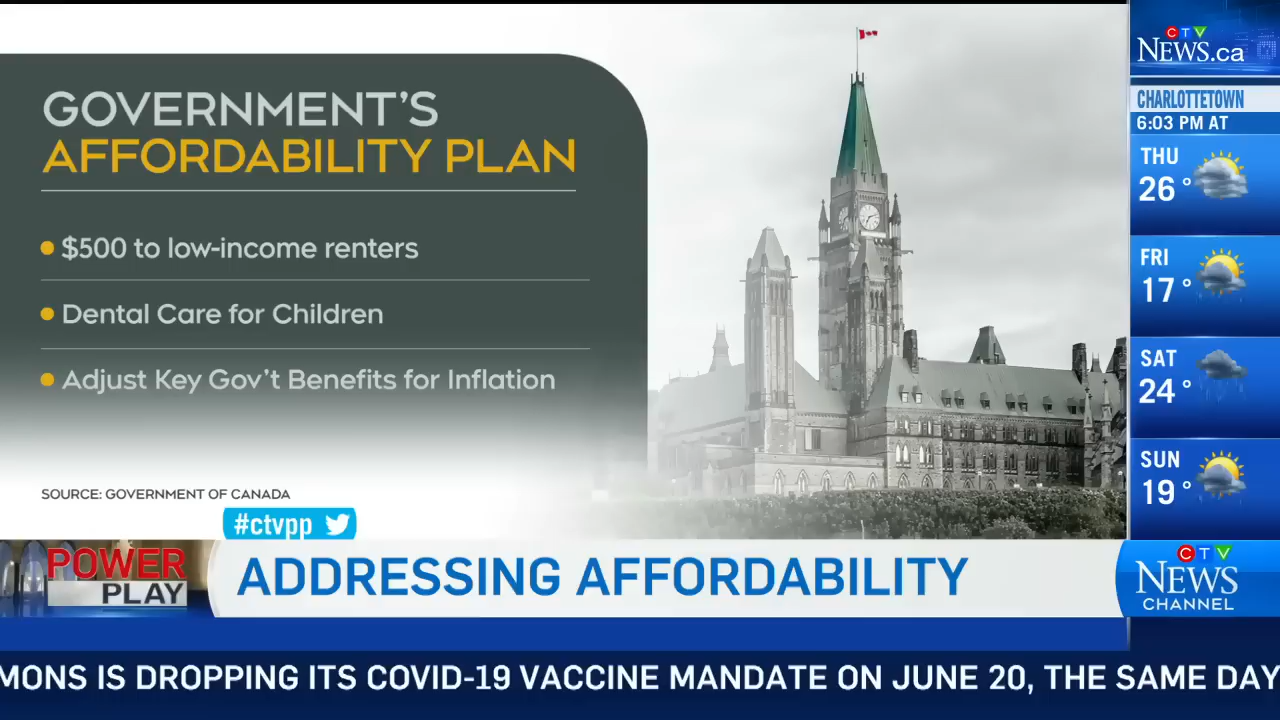 GOVERNMENT'S
AFFORDABILITY PLAN
$500 to low-income renters
Dental Care for Children
Adjust Key Gov't Benefits for Inflation
SOURCE: GOVERNMENT OF CANADA
#ctvpp
POWER
PLAY
ADDRESSING AFFORDABILITY
CTV
NEWS
CHANNEL
MONS IS DROPPING ITS COVID-19 VACCINE MANDATE ON JUNE 20, THE SAME DAY
CTV
NEWS.ca
CHARLOTTETOWN
6:03 PM AT
THU
26°
FRI
17°
SAT
24°
SUN
19°